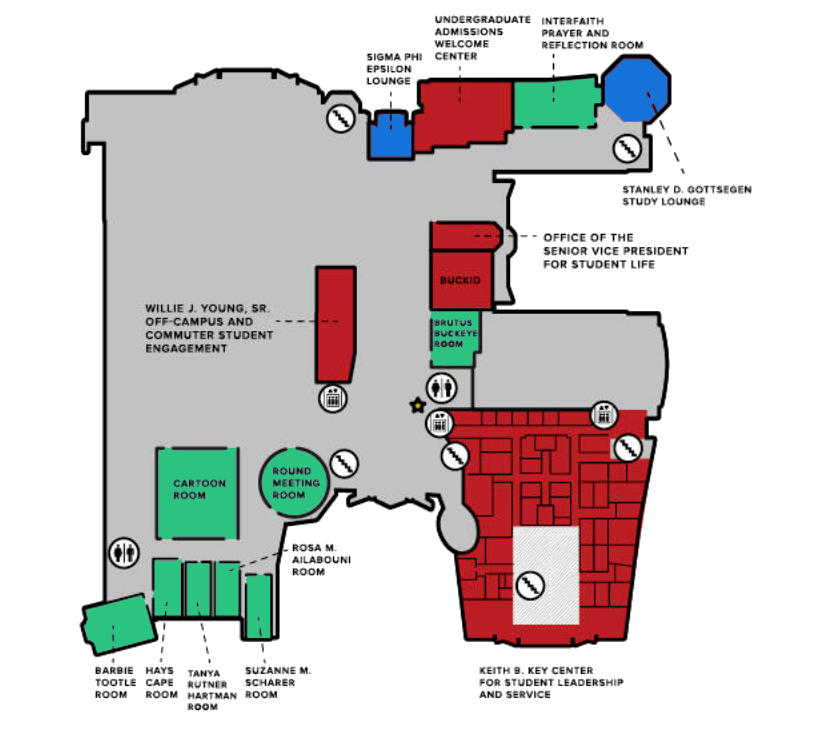 UNDERGRADUATE
ADMISSIONS
WELCOME
CENTER
INTERFAITH
PRAYER AND
REFLECTION ROOM
SIGMA PHI
EPSILON
LOUNGE
STANLEY D. GOTTSEGEN
STUDY LOUNGE
OFFICE OF THE
SENIOR VICE PRESIDENT
FOR STUDENT LIFE
BUCKID
WILLIE J. YOUNG, SR.
OFF-CAMPUS AND
COMMUTER STUDENT
ENGAGEMENT
BRUTUS
BUCKEYE
ROOM
CARTOON
ROOM
ROUND
MEETING
ROOM
ROSA M.
AILABOUNI
ROOM
BARBIE
TOOTLE
ROOM
HAYS
CAPE
ROOM
TANYA
RUTNER
HARTMAN
ROOM
SUZANNE M.
SCHARER
ROOM
KEITH B. KEY CENTER
FOR STUDENT LEADERSHIP
AND SERVICE